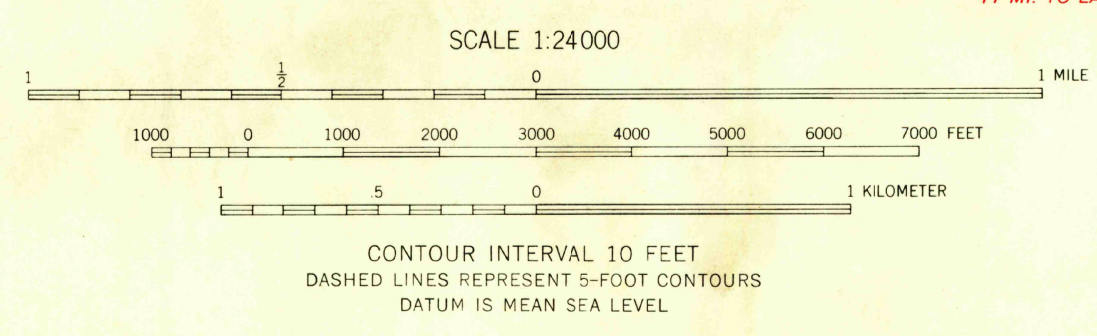 SCALE 1:24000
1 ½ 0 1 MILE
1000 0 1000 2000 3000 4000 5000 6000 7000 FEET
1 .5 0 1 KILOMETER
CONTOUR INTERVAL 10 FEET
DASHED LINES REPRESENT 5-FOOT CONTOURS
DATUM IS MEAN SEA LEVEL